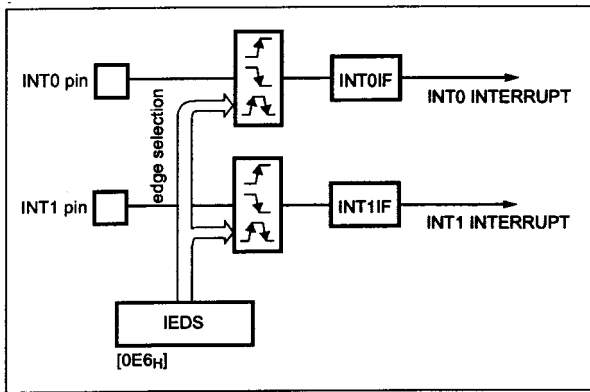 INT0 pin
INT0IF
INT0 INTERRUPT
edge selection
INT1 pin
INT1IF
INT1 INTERRUPT
IEDS
[0E6H]